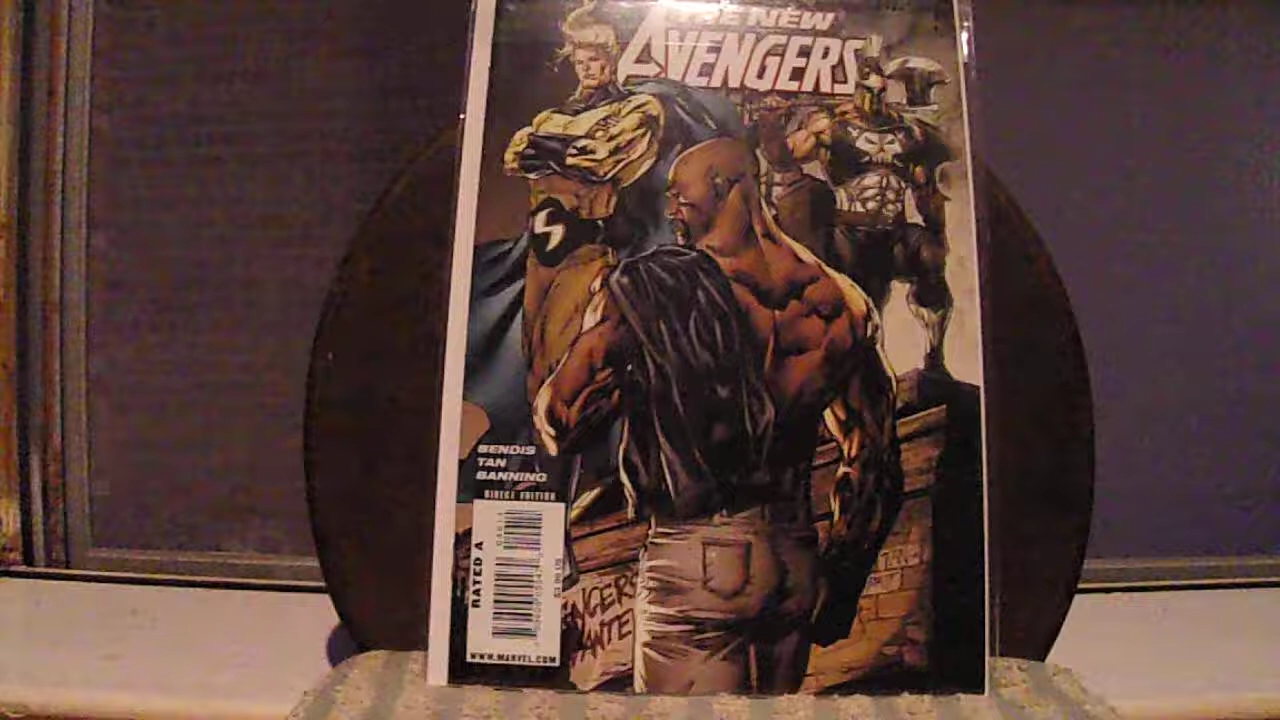 THE NEW
AVENGERS
S
BENDIS
TAN
BANNING
DIRECT EDITION
RATED A
WWW.MARVEL.COM